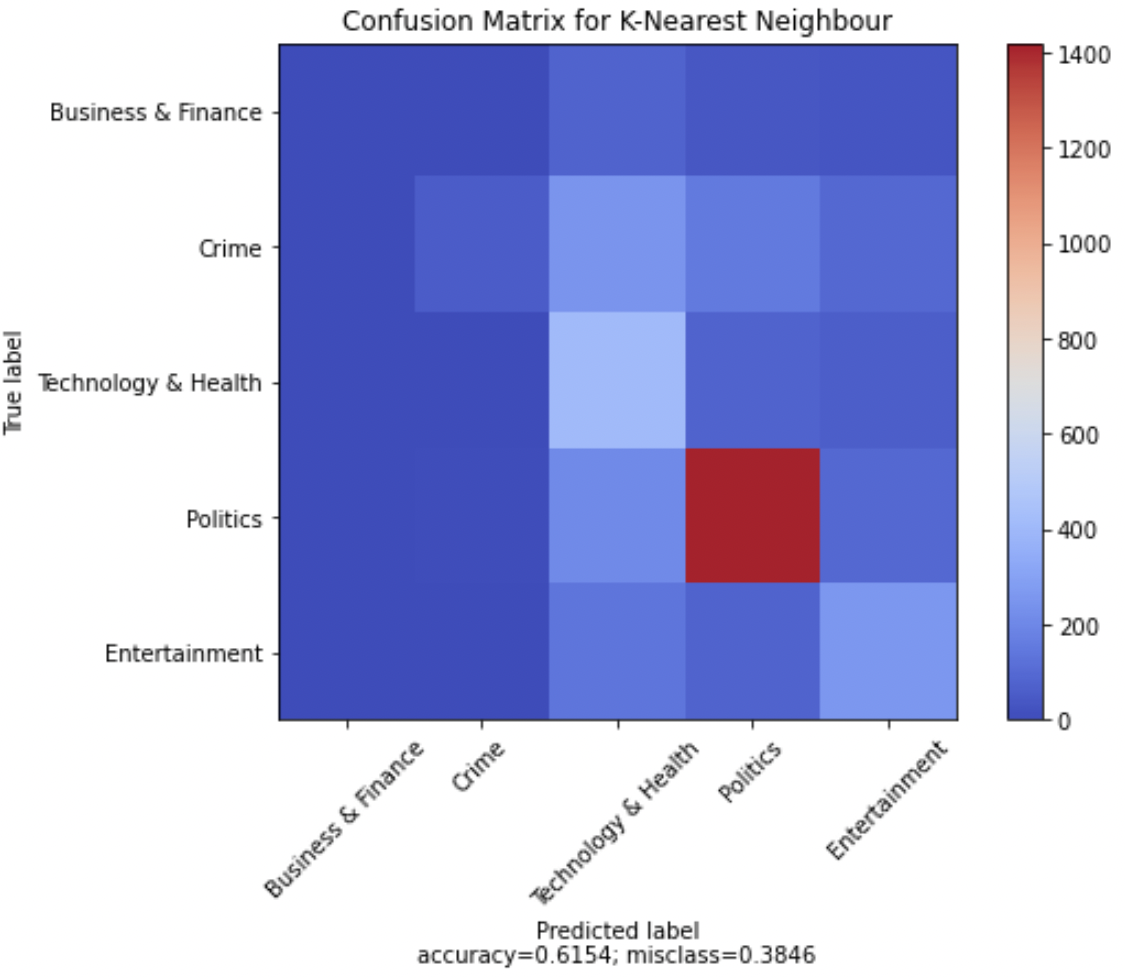 Confusion Matrix for K-Nearest Neighbour
True label
Business & Finance
Crime
Technology & Health
Politics
Entertainment
1400
1200
1000
800
600
400
200
0
Business & Finance
Crime
Technology & Health
Politics
Entertainment
Predicted label
accuracy=0.6154; misclass=0.3846